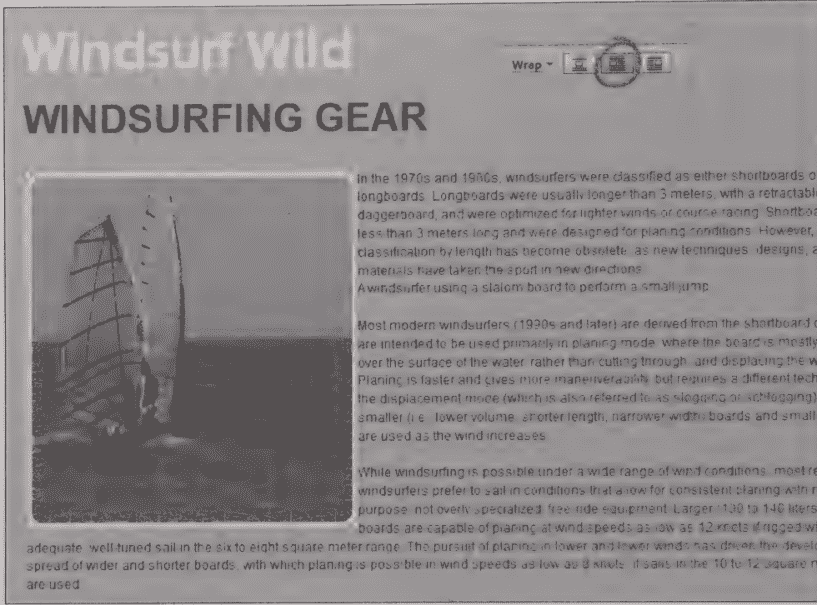 Windsurf Wild
Wrap
WINDSURFING GEAR
In the 1970s and 1980s, windsurfers were classified as either shortboards o
longboards. Longboards were usually longer than 3 meters, with a retractable
daggerboard, and were optimized for lighter winds or course racing. Shortboa
less than 3 meters long and were designed for planing conditions. However,
classification by length has become obsolete, as new techniques, designs, a
materials have taken the sport in new directions.
A windsurfer using a slalom board to perform a small jump.
Most modern windsurfers (1990s and later) are derived from the shortboard d
are intended to be used primarily in planing mode, where the board is mostly
over the surface of the water, rather than cutting through and displacing the w
Planing is faster and gives more maneuverability, but requires a different tech
the displacement mode (which is also referred to as slogging or schlogging)
smaller (i.e., lower volume, shorter length, narrower width) boards and small
are used as the wind increases.
While windsurfing is possible under a wide range of wind conditions, most re
windsurfers prefer to sail in conditions that allow for consistent planing with
purpose, not overly specialized, free ride equipment. Larger (100 to 140 liters
boards are capable of planing at wind speeds as low as 12 knots if rigged w
adequate, well tuned sail in the six to eight square meter range. The pursuit of planing in lower and lower winds has driven the devel
spread of wider and shorter boards, with which planing is possible in wind speeds as low as 8 knots, if sails in the 10 to 12 square
are used.